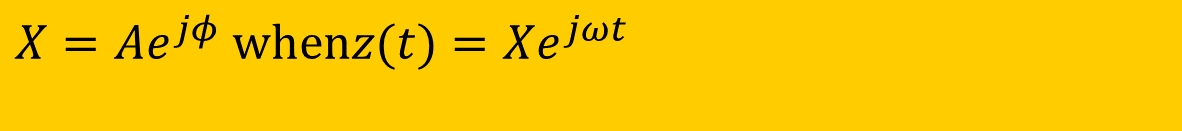 X = Ae^{jϕ} whenz(t) = Xe^{jωt}